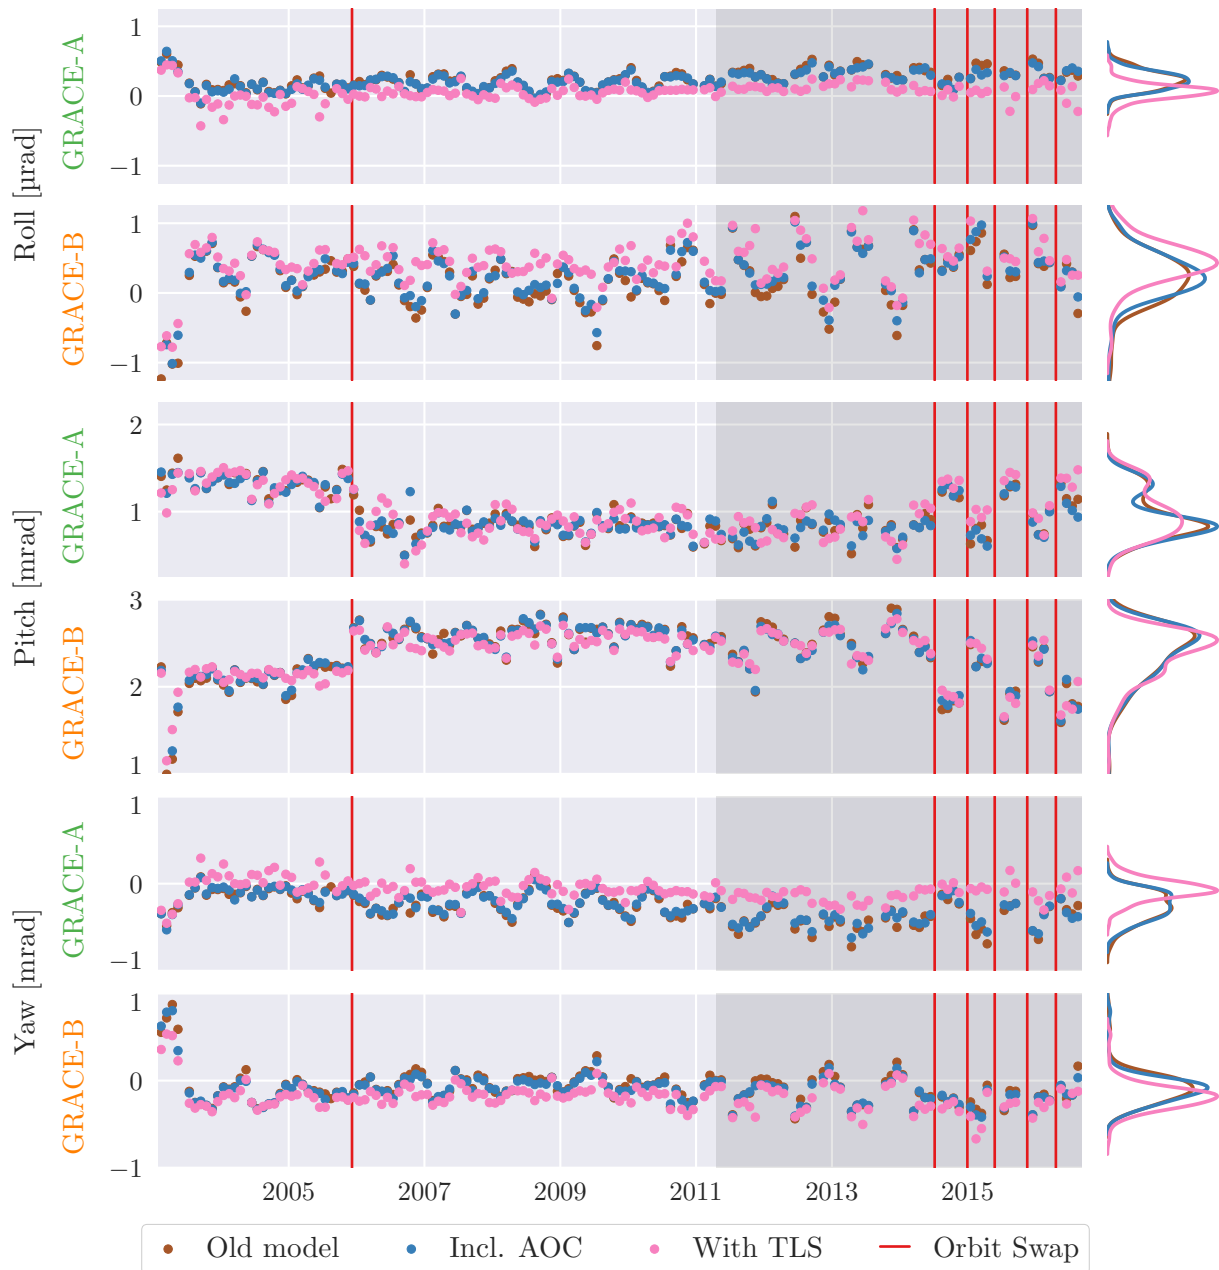 Roll [µrad]
GRACE-A
1
0
−1
GRACE-B
1
0
−1
Pitch [mrad]
GRACE-A
2
1
GRACE-B
3
2
1
Yaw [mrad]
GRACE-A
1
0
−1
GRACE-B
1
0
−1
2005 2007 2009 2011 2013 2015
Old model Incl. AOC With TLS Orbit Swap